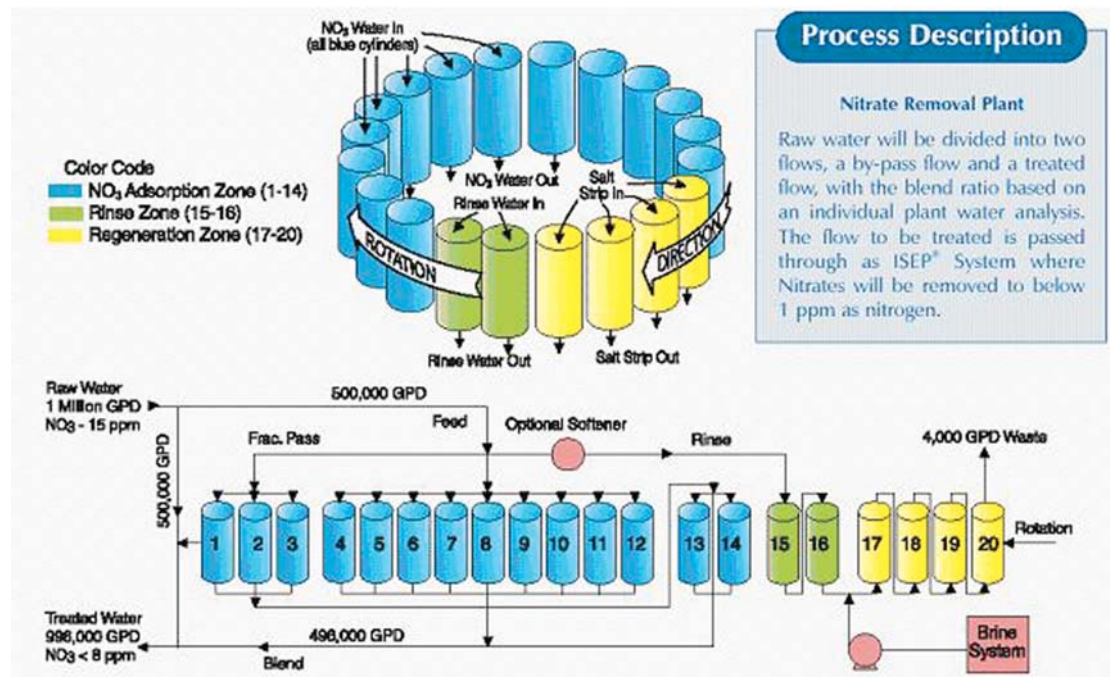 NO₃ Water In
(all blue cylinders)
Process Description
Nitrate Removal Plant
Raw water will be divided into two
flows, a by-pass flow and a treated
flow, with the blend ratio based on
an individual plant water analysis.
The flow to be treated is passed
through as ISEP® System where
Nitrates will be removed to below
1 ppm as nitrogen.
Color Code
NO₃ Adsorption Zone (1-14)
Rinse Zone (15-16)
Regeneration Zone (17-20)
NO₃ Water Out
Salt
Strip In
Rinse Water In
ROTATION
DIRECTION
Rinse Water Out
Salt Strip Out
Raw Water
1 Million GPD
NO3 - 15 ppm
500,000 GPD
Feed
Optional Softener
Frac. Pass
Rinse
4,000 GPD Waste
500,000 GPD
1 2 3 4 5 6 7 8 9 10 11 12 13 14 15 16 17 18 19 20
Rotation
Treated Water
996,000 GPD
NO3 < 8 ppm
496,000 GPD
Blend
Brine
System